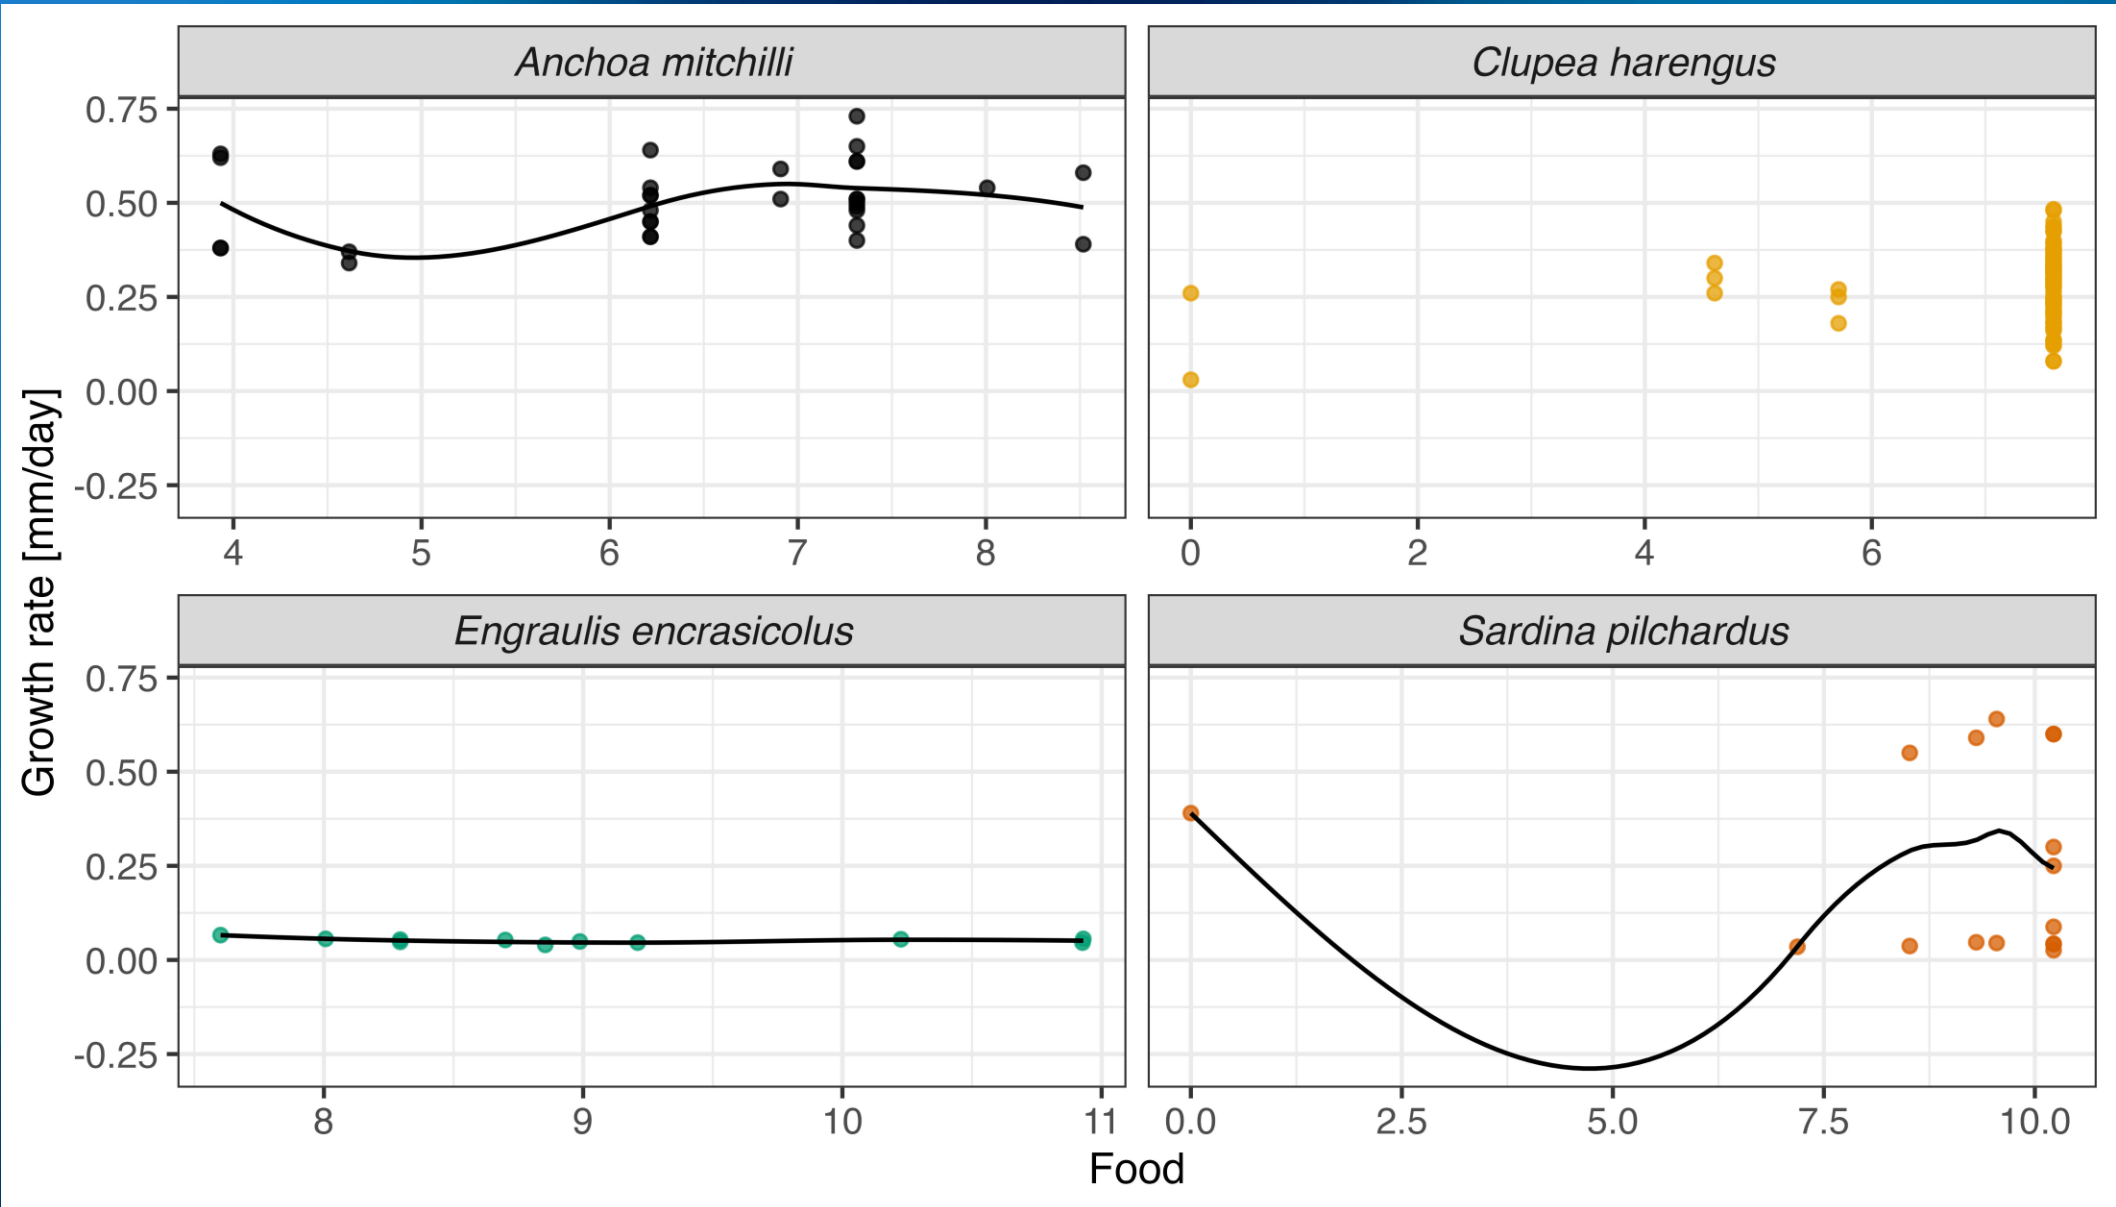 Anchoa mitchilli
Clupea harengus
0.75
0.50
0.25
0.00
-0.25
4 5 6 7 8
0 2 4 6
Engraulis encrasicolus
Sardina pilchardus
0.75
0.50
0.25
0.00
-0.25
8 9 10 11
0.0 2.5 5.0 7.5 10.0
Growth rate [mm/day]
Food